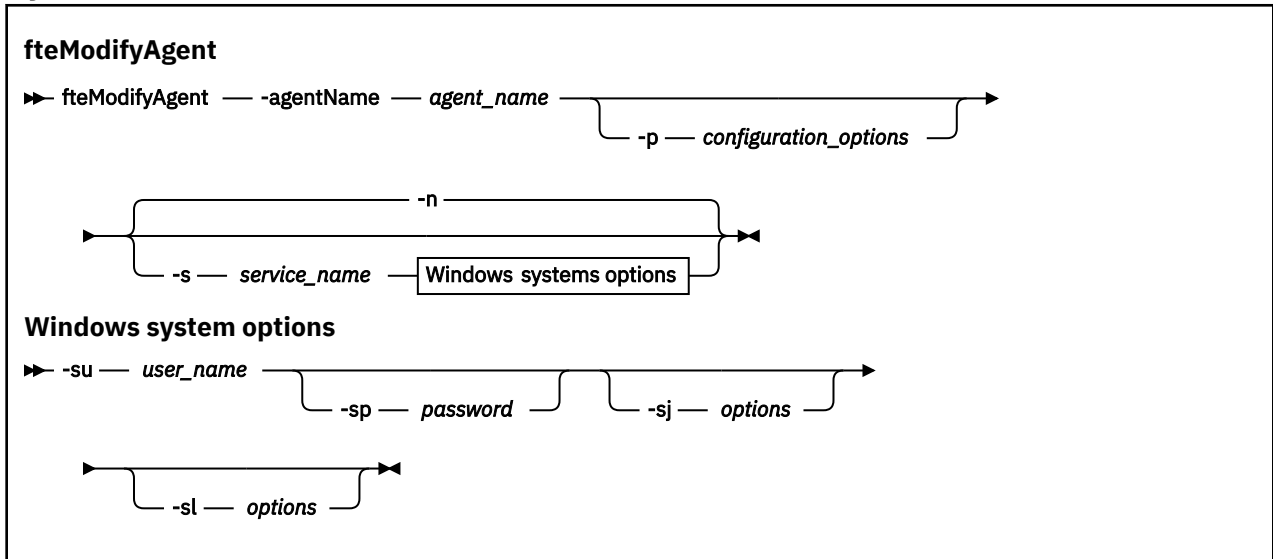 fteModifyAgent
fteModifyAgent -agentName agent_name
-p configuration_options
-n
-s service_name Windows systems options
Windows system options
-su user_name
-sp password -sj options
-sl options